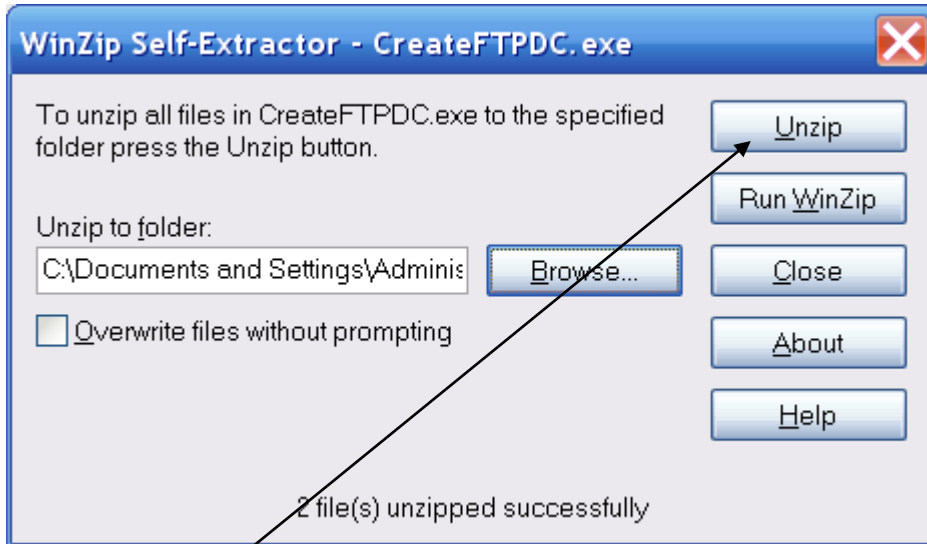 WinZip Self-Extractor - CreateFTPDC.exe
To unzip all files in CreateFTPDC.exe to the specified
folder press the Unzip button.
Unzip
Run WinZip
Unzip to folder:
C:\Documents and Settings\Adminis
Browse...
Close
Overwrite files without prompting
About
Help
2 file(s) unzipped successfully